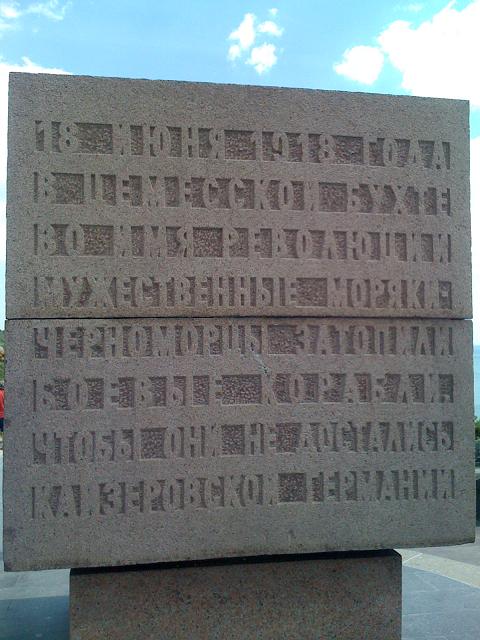 18 ИЮНЯ 1918 ГОДА
В ЦЕМЕССКОЙ БУХТЕ
ВО ИМЯ РЕВОЛЮЦИИ
МУЖЕСТВЕННЫЕ МОРЯКИ-
ЧЕРНОМОРЦЫ ЗАТОПИЛИ
БОЕВЫЕ КОРАБЛИ,
ЧТОБЫ ОНИ НЕ ДОСТАЛИСЬ
КАЙЗЕРОВСКОЙ ГЕРМАНИИ